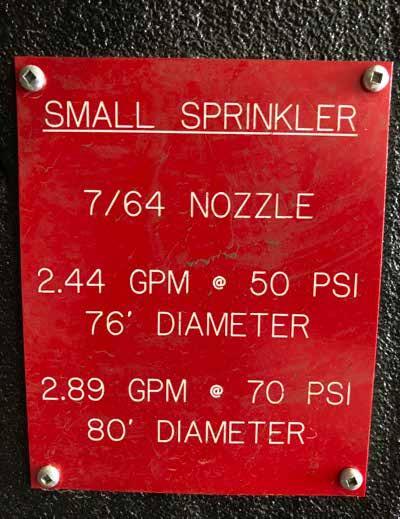 SMALL SPRINKLER
7/64 NOZZLE
2.44 GPM @ 50 PSI
76' DIAMETER
2.89 GPM @ 70 PSI
80' DIAMETER